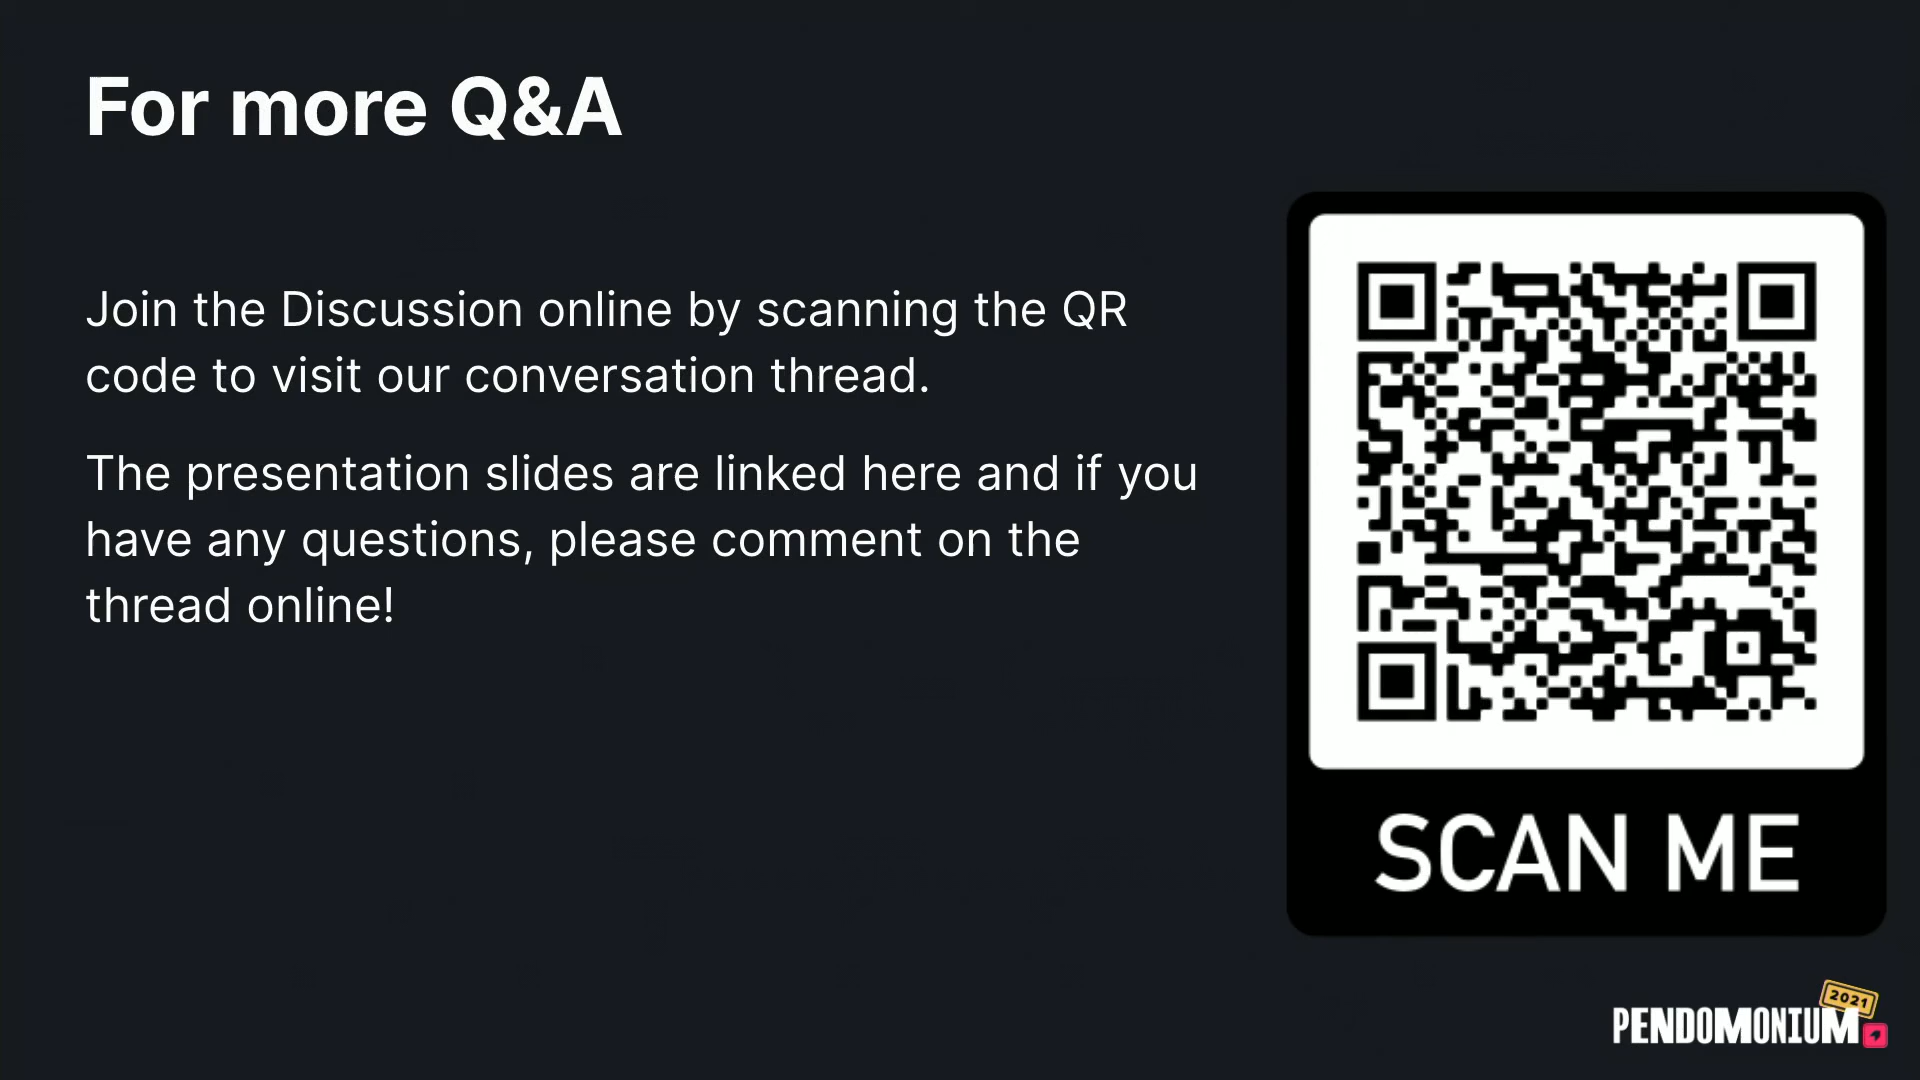 For more Q&A
Join the Discussion online by scanning the QR
code to visit our conversation thread.
The presentation slides are linked here and if you
have any questions, please comment on the
thread online!
SCAN ME
2021
PENDOMONIUM